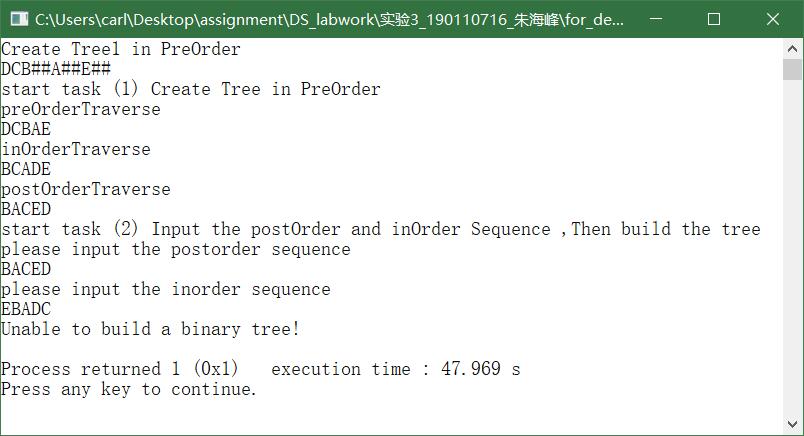 C:\Users\carl\Desktop\assignment\DS_labwork\实验3_190110716_朱海峰\for_de...
Create Tree1 in PreOrder
DCB##A##E##
start task (1) Create Tree in PreOrder
preOrderTraverse
DCBAE
inOrderTraverse
BCADE
postOrderTraverse
BACED
start task (2) Input the postOrder and inOrder Sequence ,Then build the tree
please input the postorder sequence
BACED
please input the inorder sequence
EBADC
Unable to build a binary tree!
Process returned 1 (0x1)   execution time : 47.969 s
Press any key to continue.